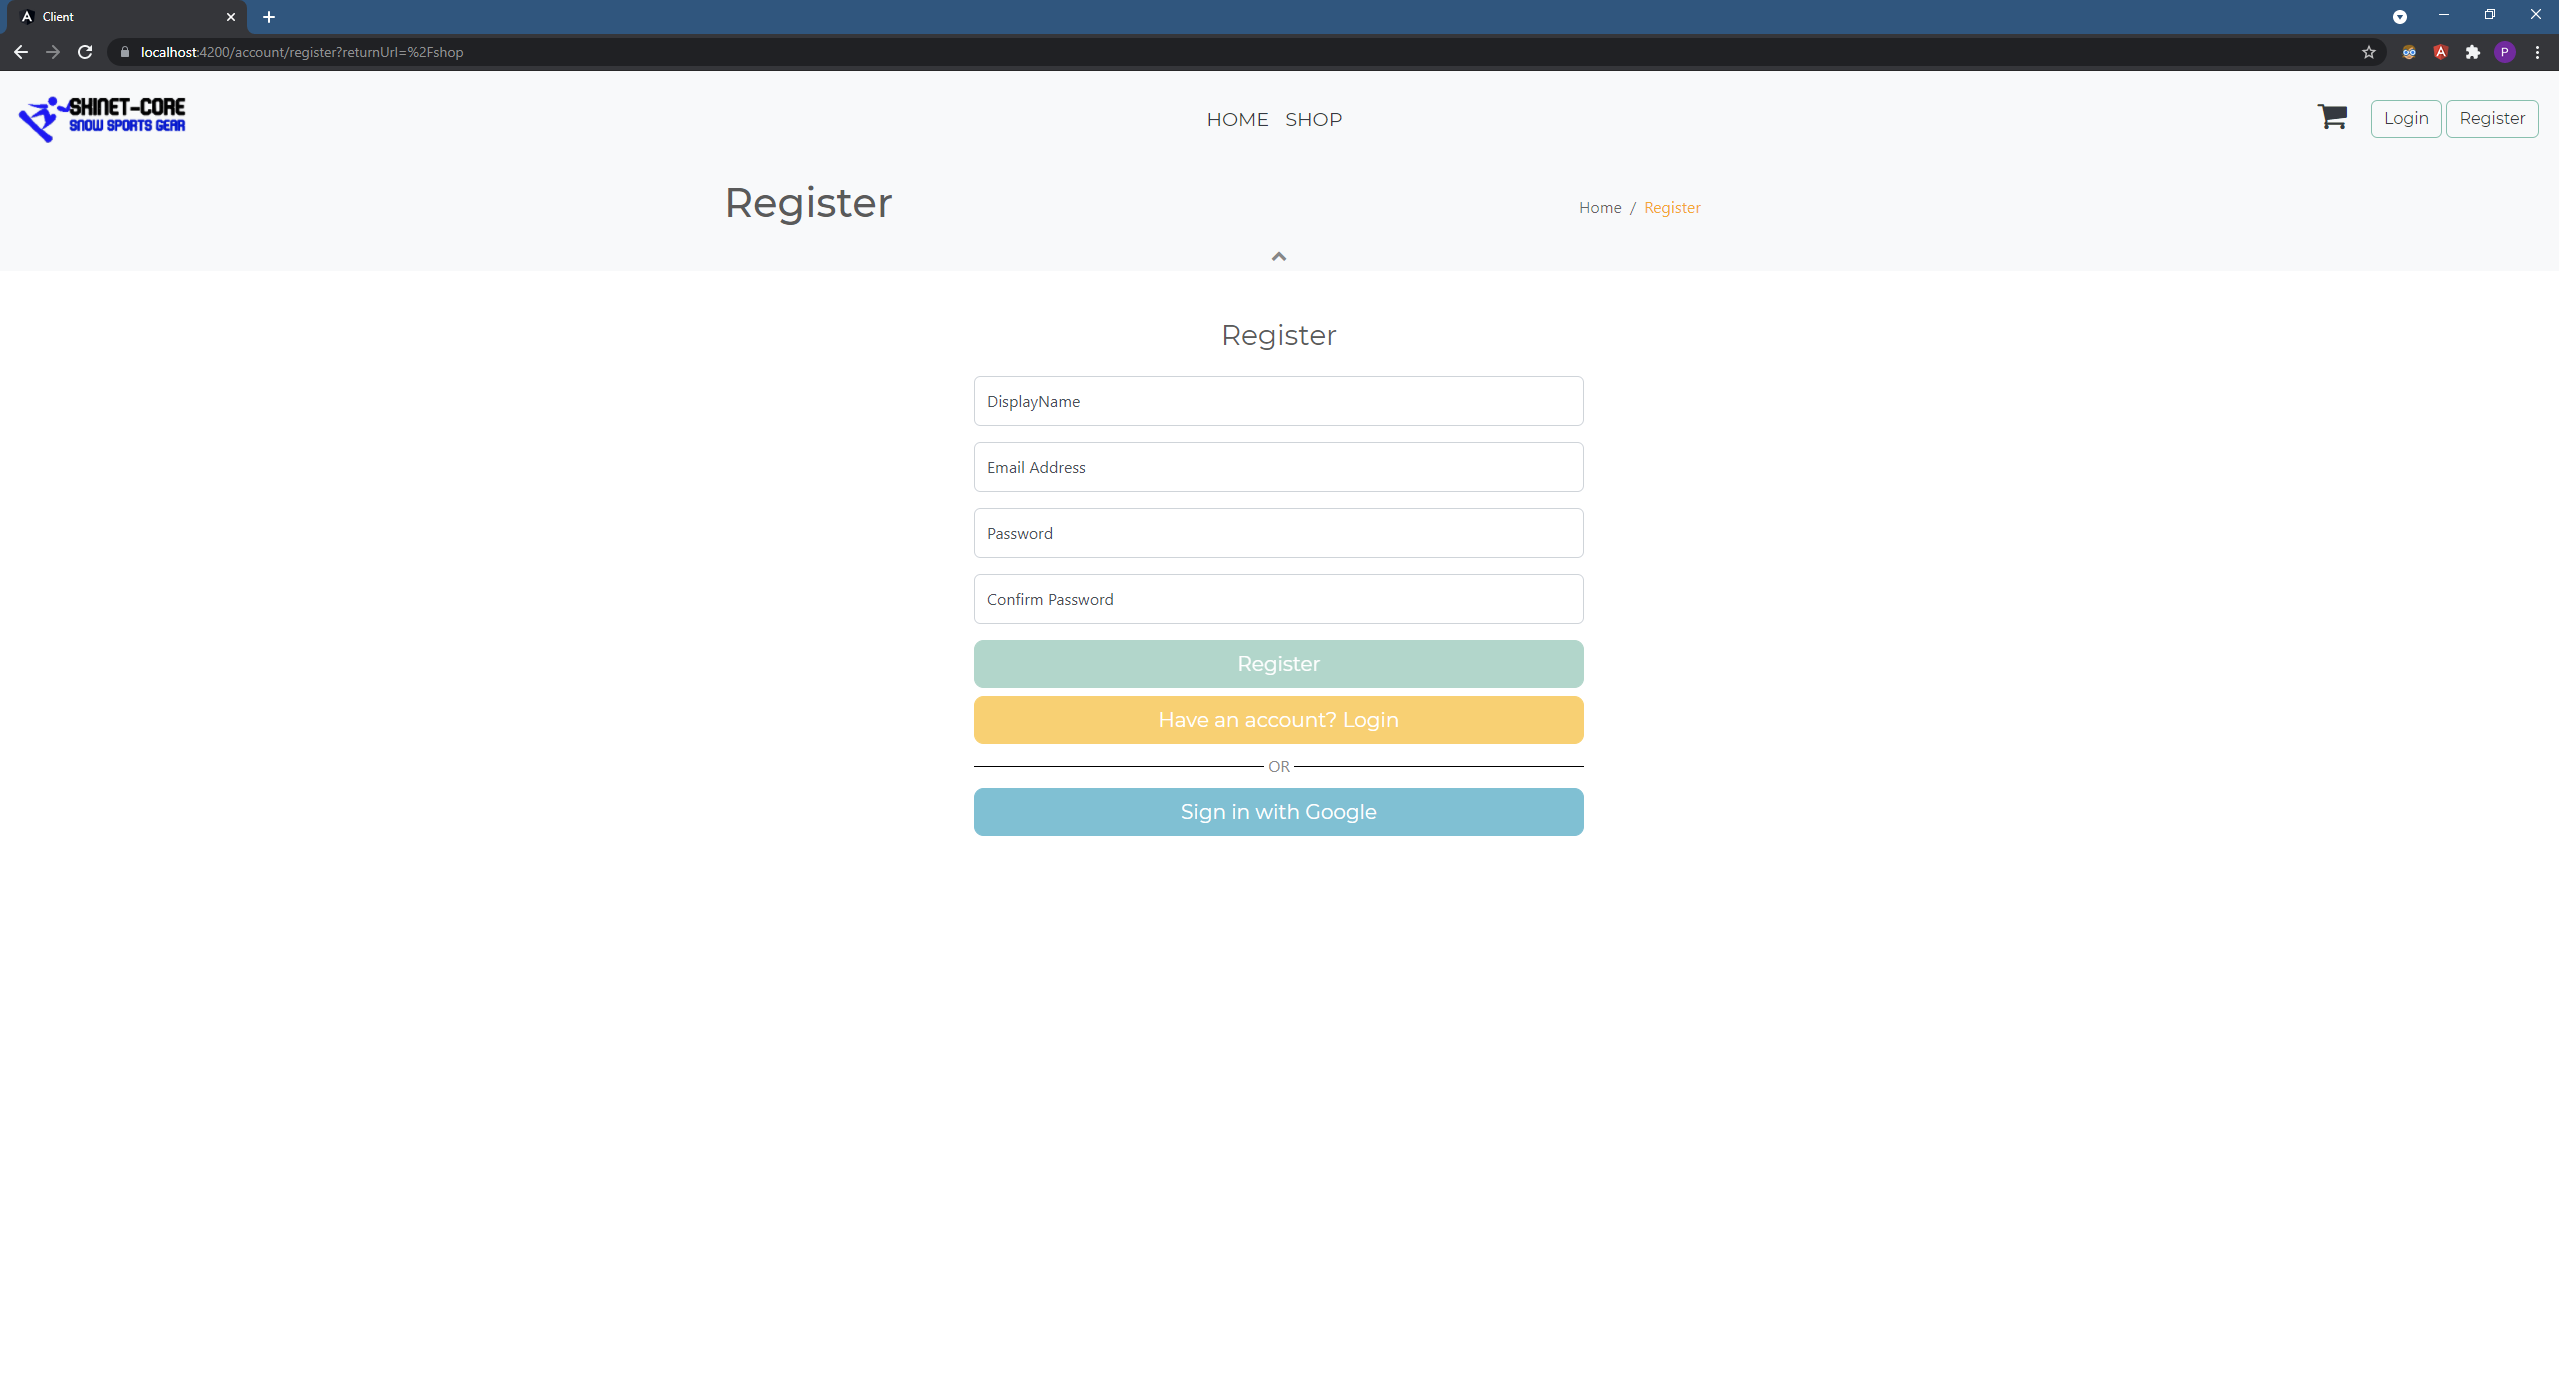 Client
localhost:4200/account/register?returnUrl=%2Fshop
P
SHINET-CORE
SNOW SPORTS GEAR
HOME SHOP
Login Register
Register
Home / Register
Register
DisplayName
Email Address
Password
Confirm Password
Register
Have an account? Login
OR
Sign in with Google